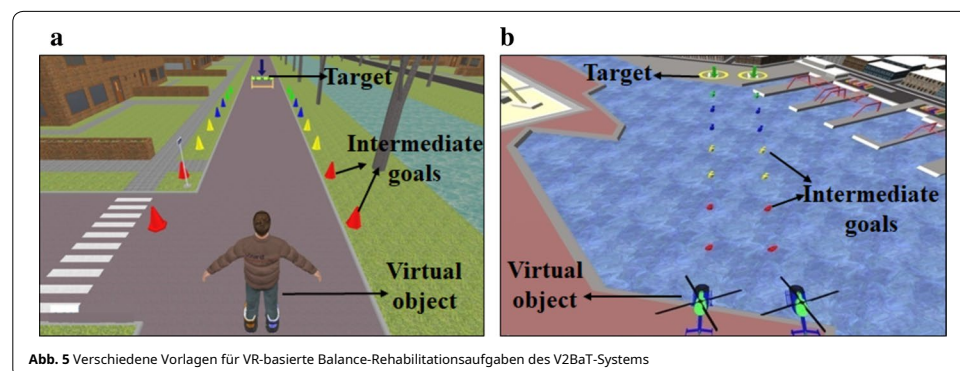 a
Target
Intermediate
goals
Virtual
object
b
Target
Intermediate
goals
Virtual
object
Abb. 5 Verschiedene Vorlagen für VR-basierte Balance-Rehabilitationsaufgaben des V2BaT-Systems